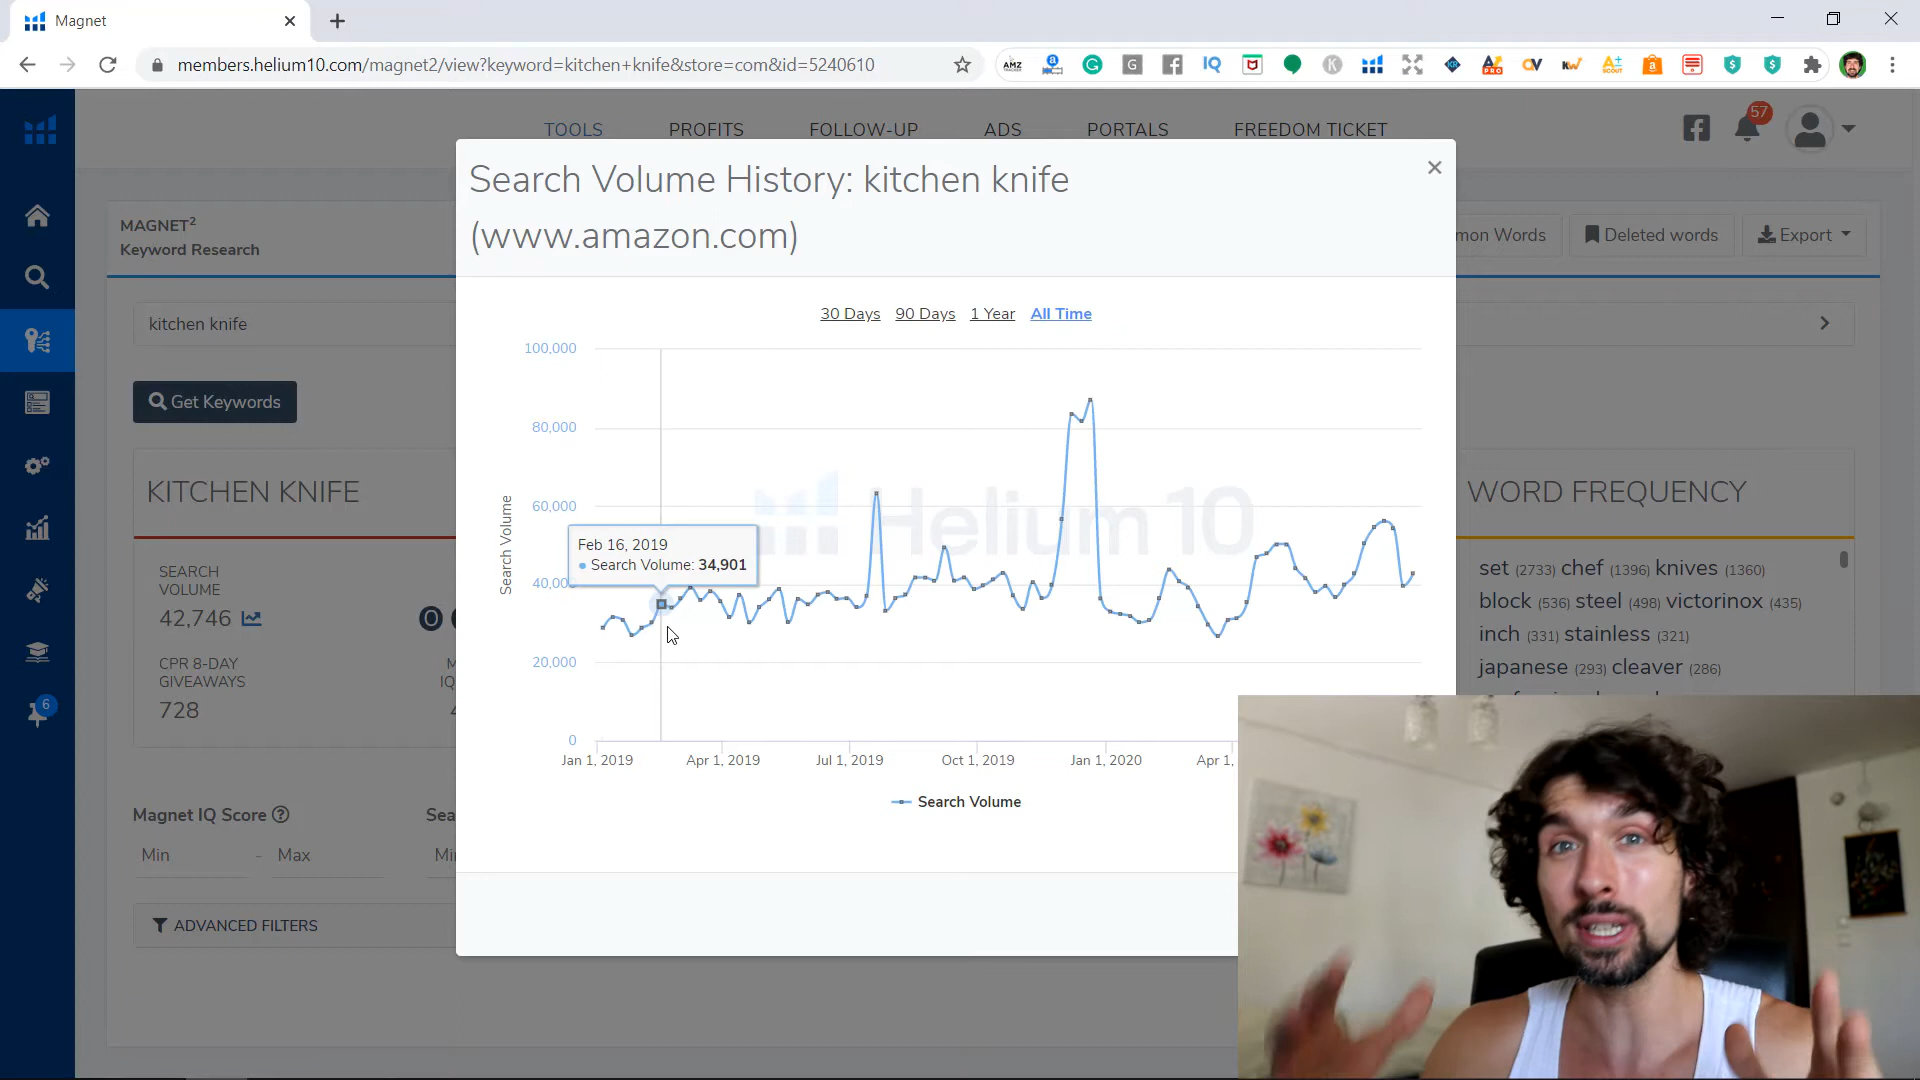 Magnet
members.helium10.com/magnet2/view?keyword=kitchen+knife&store=com&id=5240610
TOOLS
PROFITS
FOLLOW-UP
ADS
PORTALS
FREEDOM TICKET
57
MAGNET²
Keyword Research
mon Words
Deleted words
Export
kitchen knife
Get Keywords
KITCHEN KNIFE
SEARCH
VOLUME
42,746
CPR 8-DAY
GIVEAWAYS
728
6
Magnet IQ Score
Min - Max
ADVANCED FILTERS
Search Volume History: kitchen knife
(www.amazon.com)
30 Days 90 Days 1 Year All Time
100,000
80,000
60,000
40,000
20,000
0
Search Volume
Helium 10
Feb 16, 2019
Search Volume: 34,901
Jan 1, 2019
Apr 1, 2019
Jul 1, 2019
Oct 1, 2019
Jan 1, 2020
Apr 1,
Search Volume
WORD FREQUENCY
set (2733) chef (1396) knives (1360)
block (536) steel (498) victorinox (435)
inch (331) stainless (321)
japanese (293) cleaver (286)